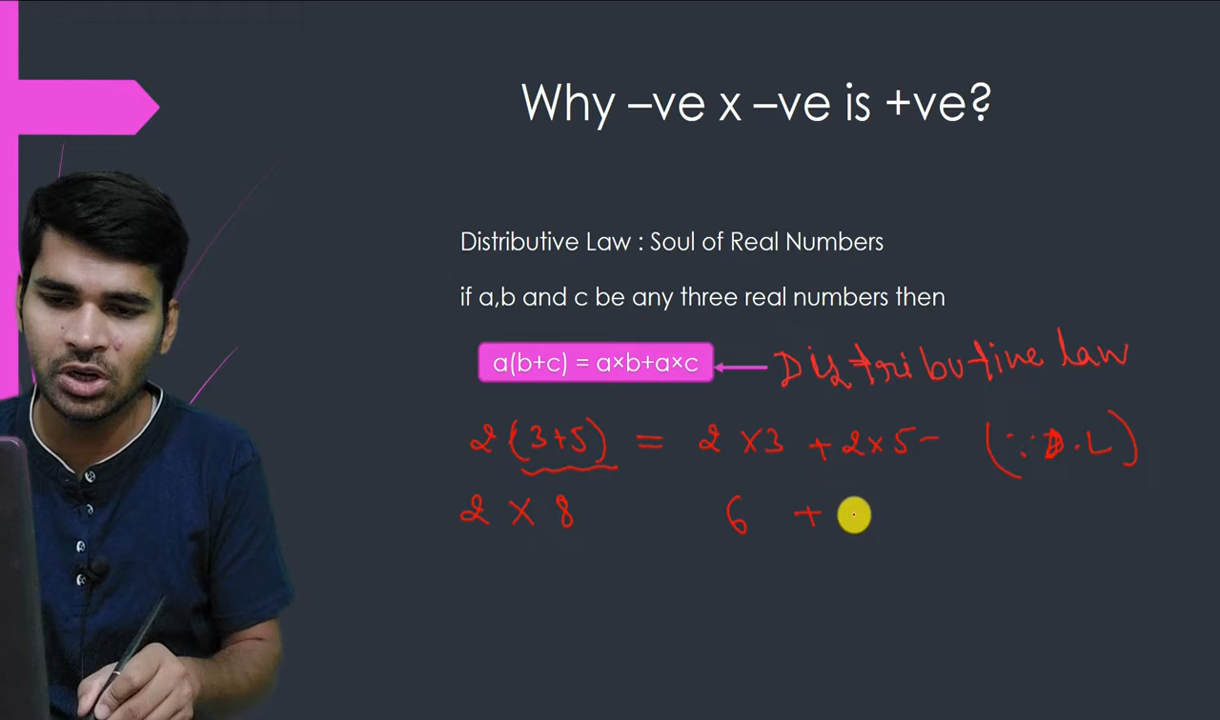 Why –ve x –ve is +ve?
Distributive Law : Soul of Real Numbers
if a,b and c be any three real numbers then
a(b+c) = a×b+a×c Distributive law
2(3+5) = 2×3 +2×5 (∵ D.L)
2 × 8 6 +